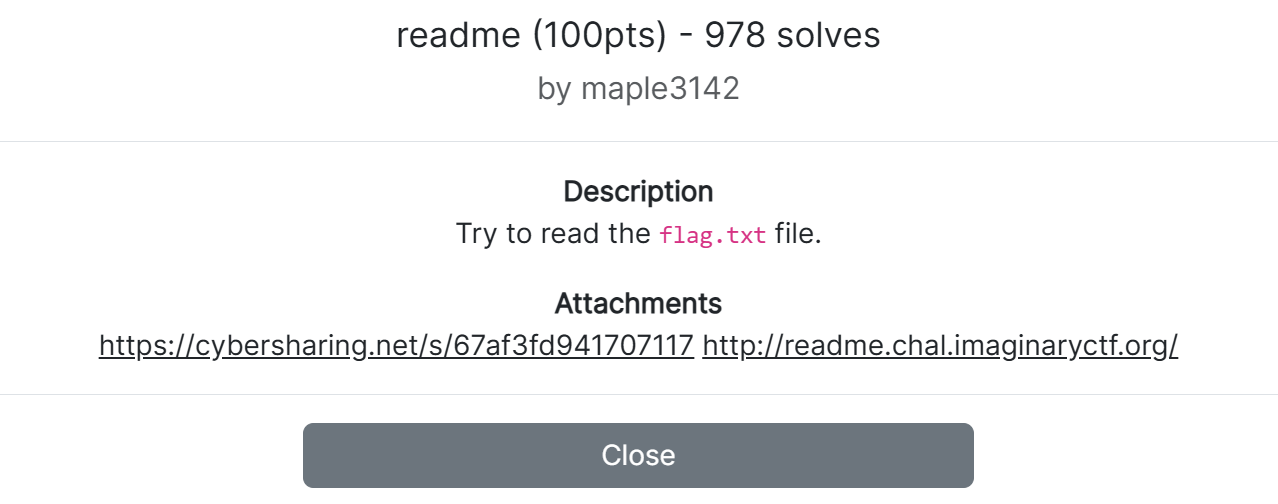 readme (100pts) - 978 solves
by maple3142
Description
Try to read the flag.txt file.
Attachments
https://cybersharing.net/s/67af3fd941707117 http://readme.chal.imaginaryctf.org/
Close